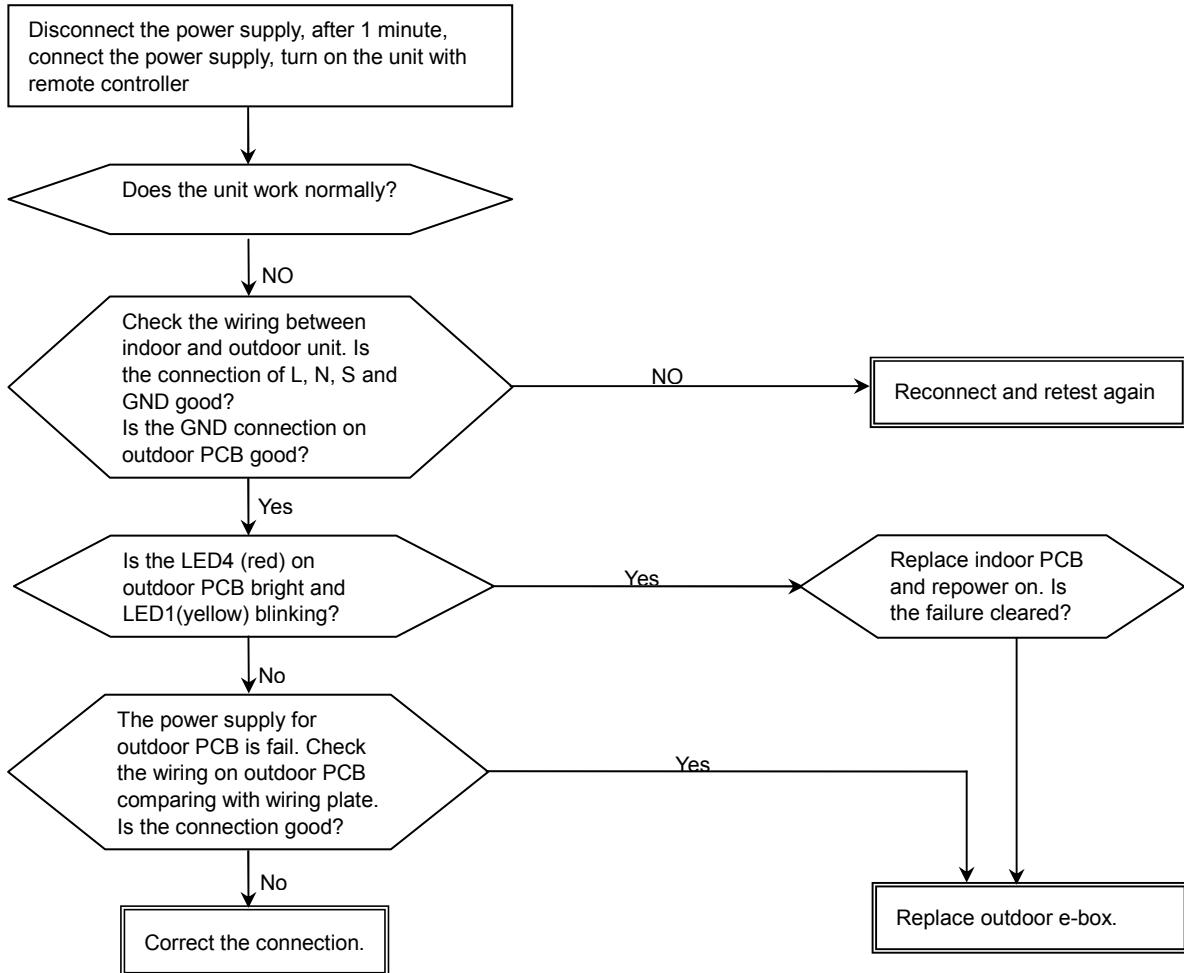 Disconnect the power supply, after 1 minute,
connect the power supply, turn on the unit with
remote controller
Does the unit work normally?
NO
Check the wiring between
indoor and outdoor unit. Is
the connection of L, N, S and
GND good?
Is the GND connection on
outdoor PCB good?
NO
Reconnect and retest again
Yes
Is the LED4 (red) on
outdoor PCB bright and
LED1(yellow) blinking?
Yes
Replace indoor PCB
and repower on. Is
the failure cleared?
No
The power supply for
outdoor PCB is fail. Check
the wiring on outdoor PCB
comparing with wiring plate.
Is the connection good?
Yes
No
Correct the connection.
Replace outdoor e-box.